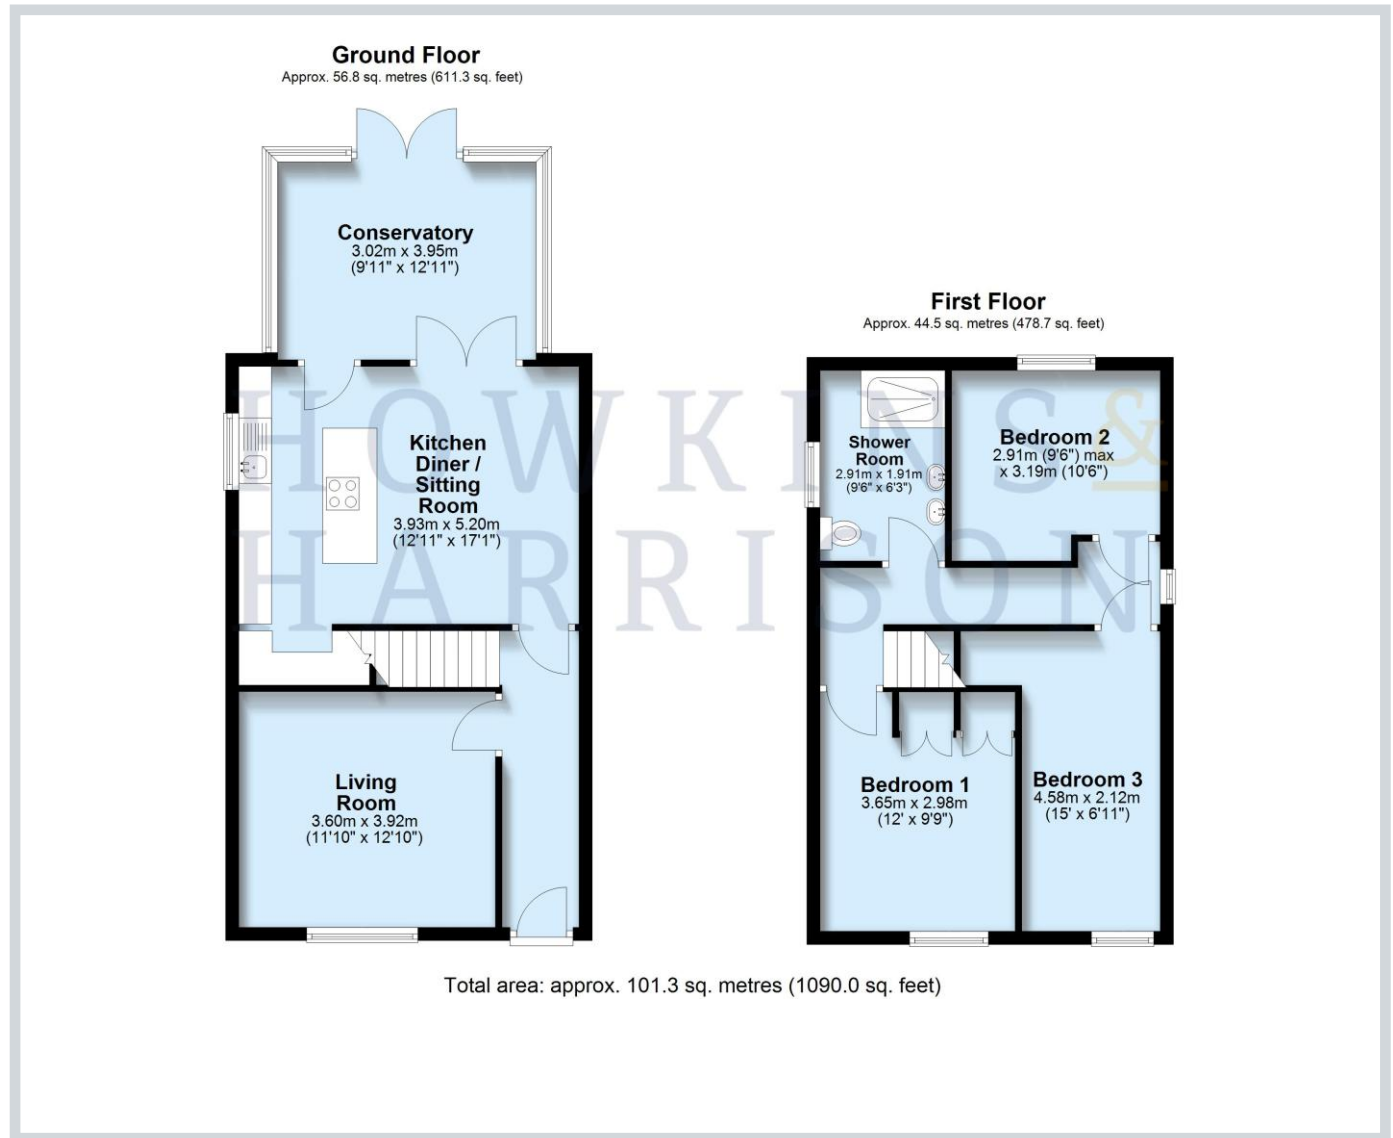 Ground Floor
Approx. 56.8 sq. metres (611.3 sq. feet)
Conservatory
3.02m x 3.95m
(9'11" x 12'11")
Kitchen
Diner /
Sitting
Room
3.93m x 5.20m
(12'11" x 17'1")
Living
Room
3.60m x 3.92m
(11'10" x 12'10")
First Floor
Approx. 44.5 sq. metres (478.7 sq. feet)
Shower
Room
2.91m x 1.91m
(9'6" x 6'3")
Bedroom 2
2.91m (9'6") max
x 3.19m (10'6")
Bedroom 1
3.65m x 2.98m
(12' x 9'9")
Bedroom 3
4.58m x 2.12m
(15' x 6'11")
HOWKINS &
HARRISON
Total area: approx. 101.3 sq. metres (1090.0 sq. feet)